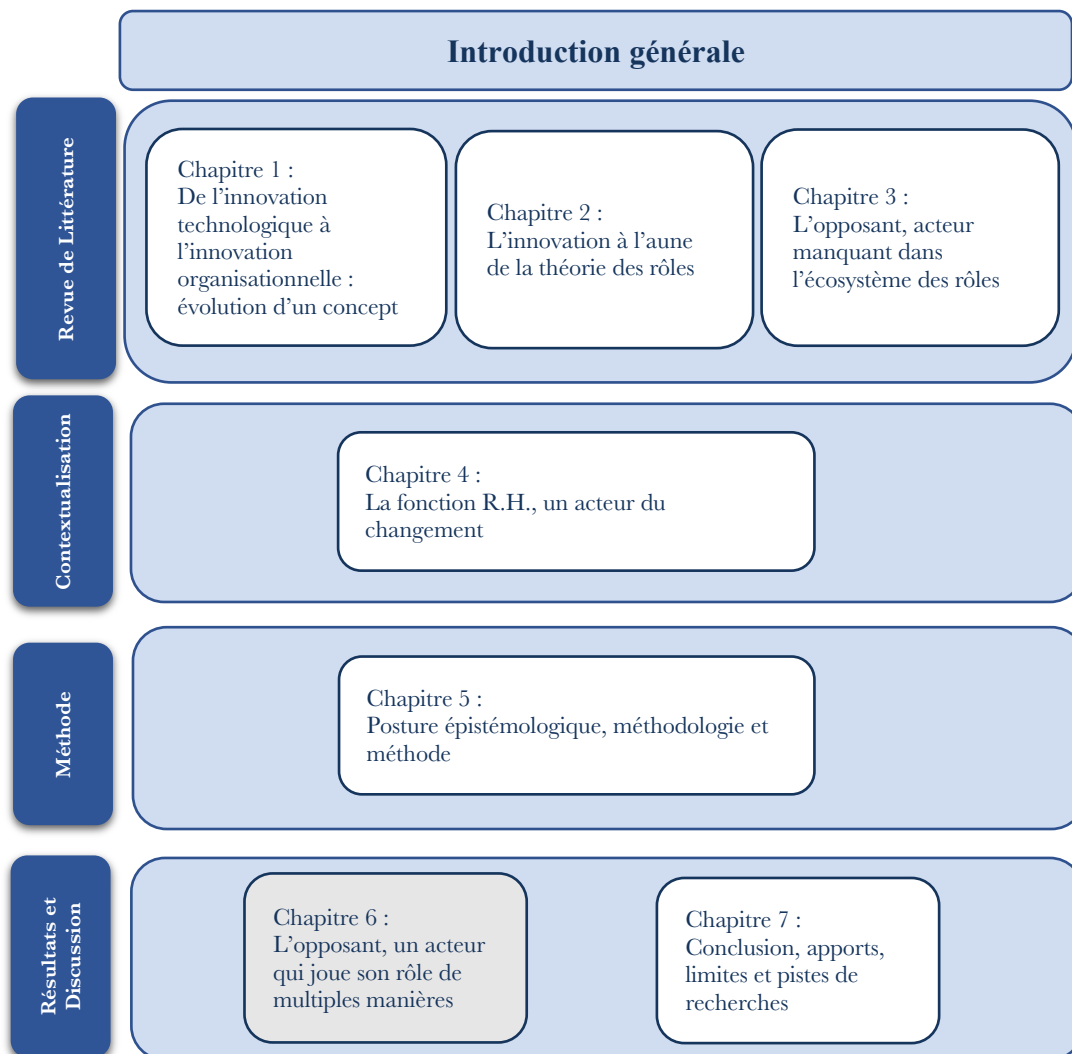 Introduction générale
Revue de Littérature
Chapitre 1 :
De l’innovation
technologique à
l’innovation
organisationnelle :
évolution d’un concept
Chapitre 2 :
L’innovation à l’aune
de la théorie des rôles
Chapitre 3 :
L’opposant, acteur
manquant dans
l’écosystème des rôles
Contextualisation
Chapitre 4 :
La fonction R.H., un acteur du
changement
Méthode
Chapitre 5 :
Posture épistémologique, méthodologie et
méthode
Résultats et
Discussion
Chapitre 6 :
L’opposant, un acteur
qui joue son rôle de
multiples manières
Chapitre 7 :
Conclusion, apports,
limites et pistes de
recherches